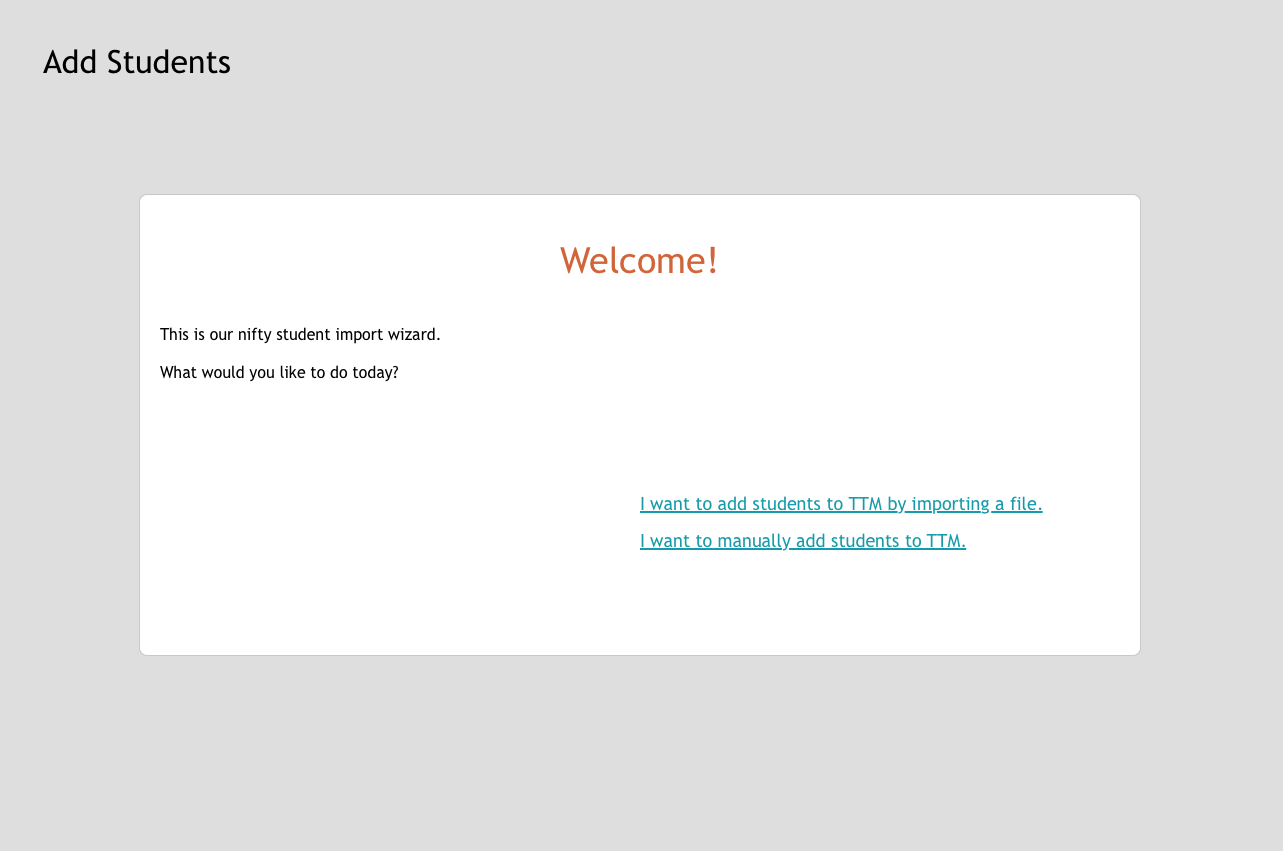 Add Students
Welcome!
This is our nifty student import wizard.
What would you like to do today?
I want to add students to TTM by importing a file.
I want to manually add students to TTM.